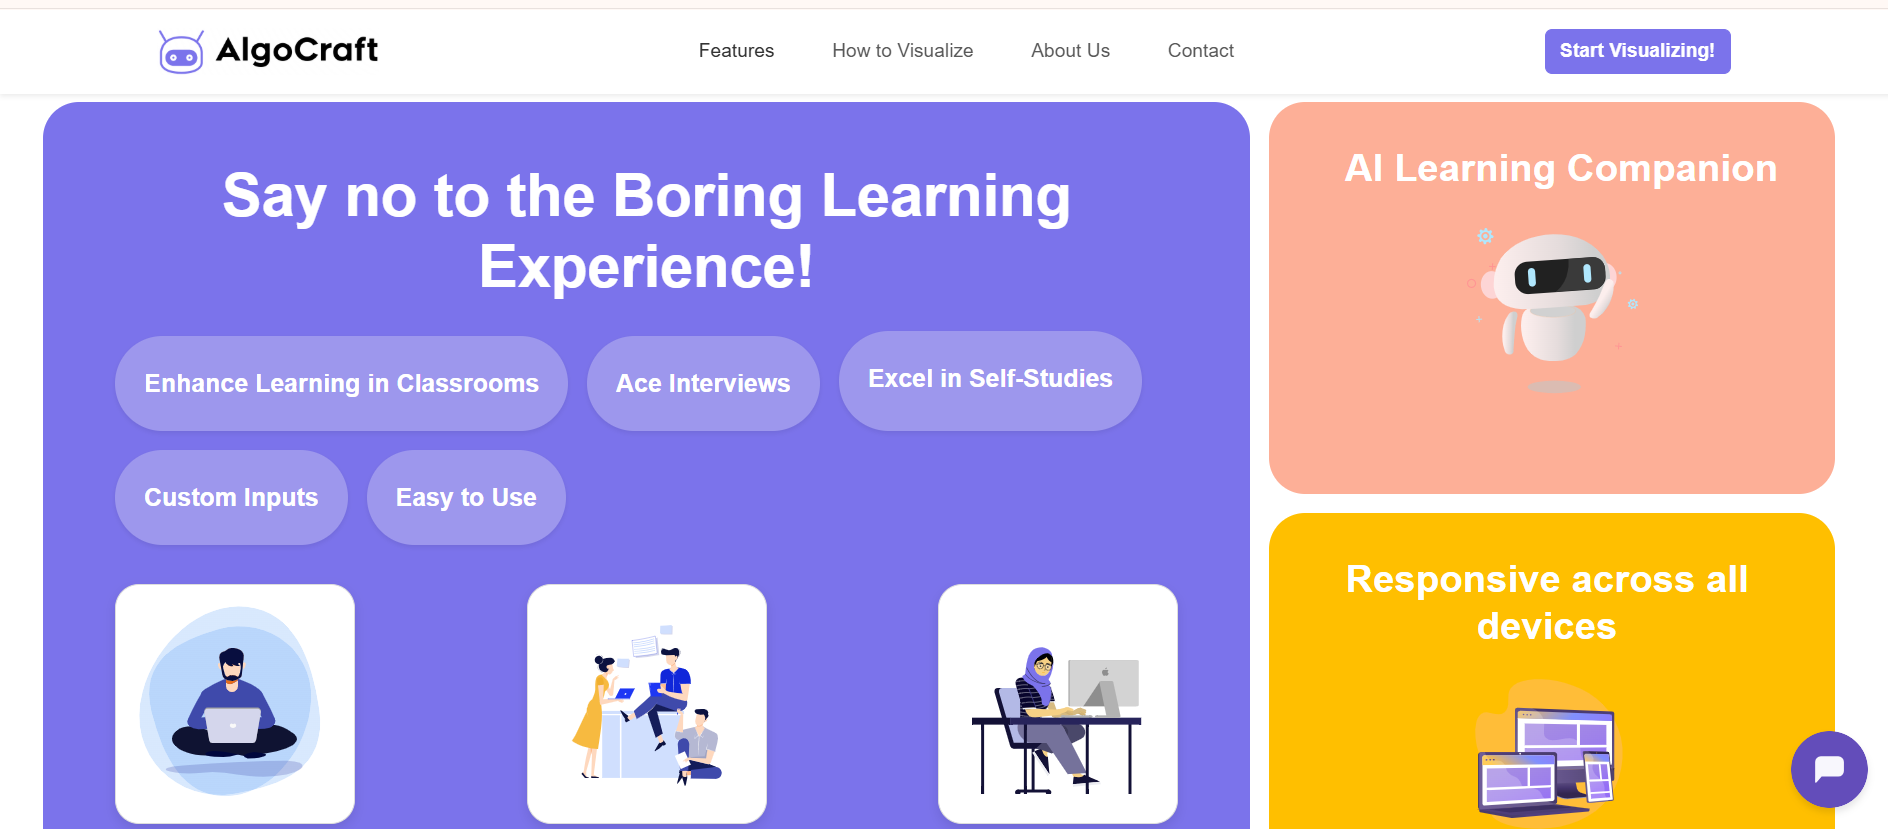 AlgoCraft
Features
How to Visualize
About Us
Contact
Start Visualizing!
Say no to the Boring Learning
Experience!
Enhance Learning in Classrooms
Ace Interviews
Excel in Self-Studies
Custom Inputs
Easy to Use
AI Learning Companion
Responsive across all
devices